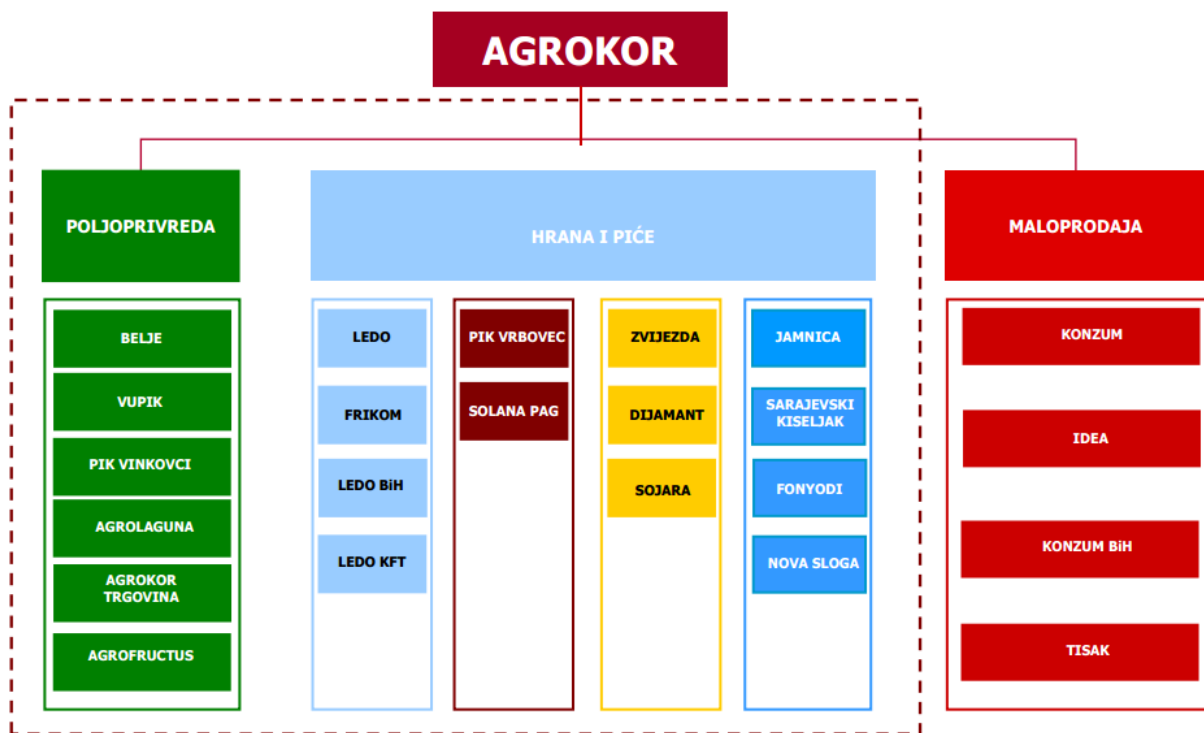 AGROKOR
POLJOPRIVREDA
HRANA I PIĆE
MALOPRODAJA
BELJE
VUPIK
PIK VINKOVCI
AGROLAGUNA
AGROKOR
TRGOVINA
AGROFRUCTUS
LEDO
FRIKOM
LEDO BiH
LEDO KFT
PIK VRBOVEC
SOLANA PAG
ZVIJEZDA
DIJAMANT
SOJARA
JAMNICA
SARAJEVSKI
KISELJAK
FONYODI
NOVA SLOGA
KONZUM
IDEA
KONZUM BiH
TISAK